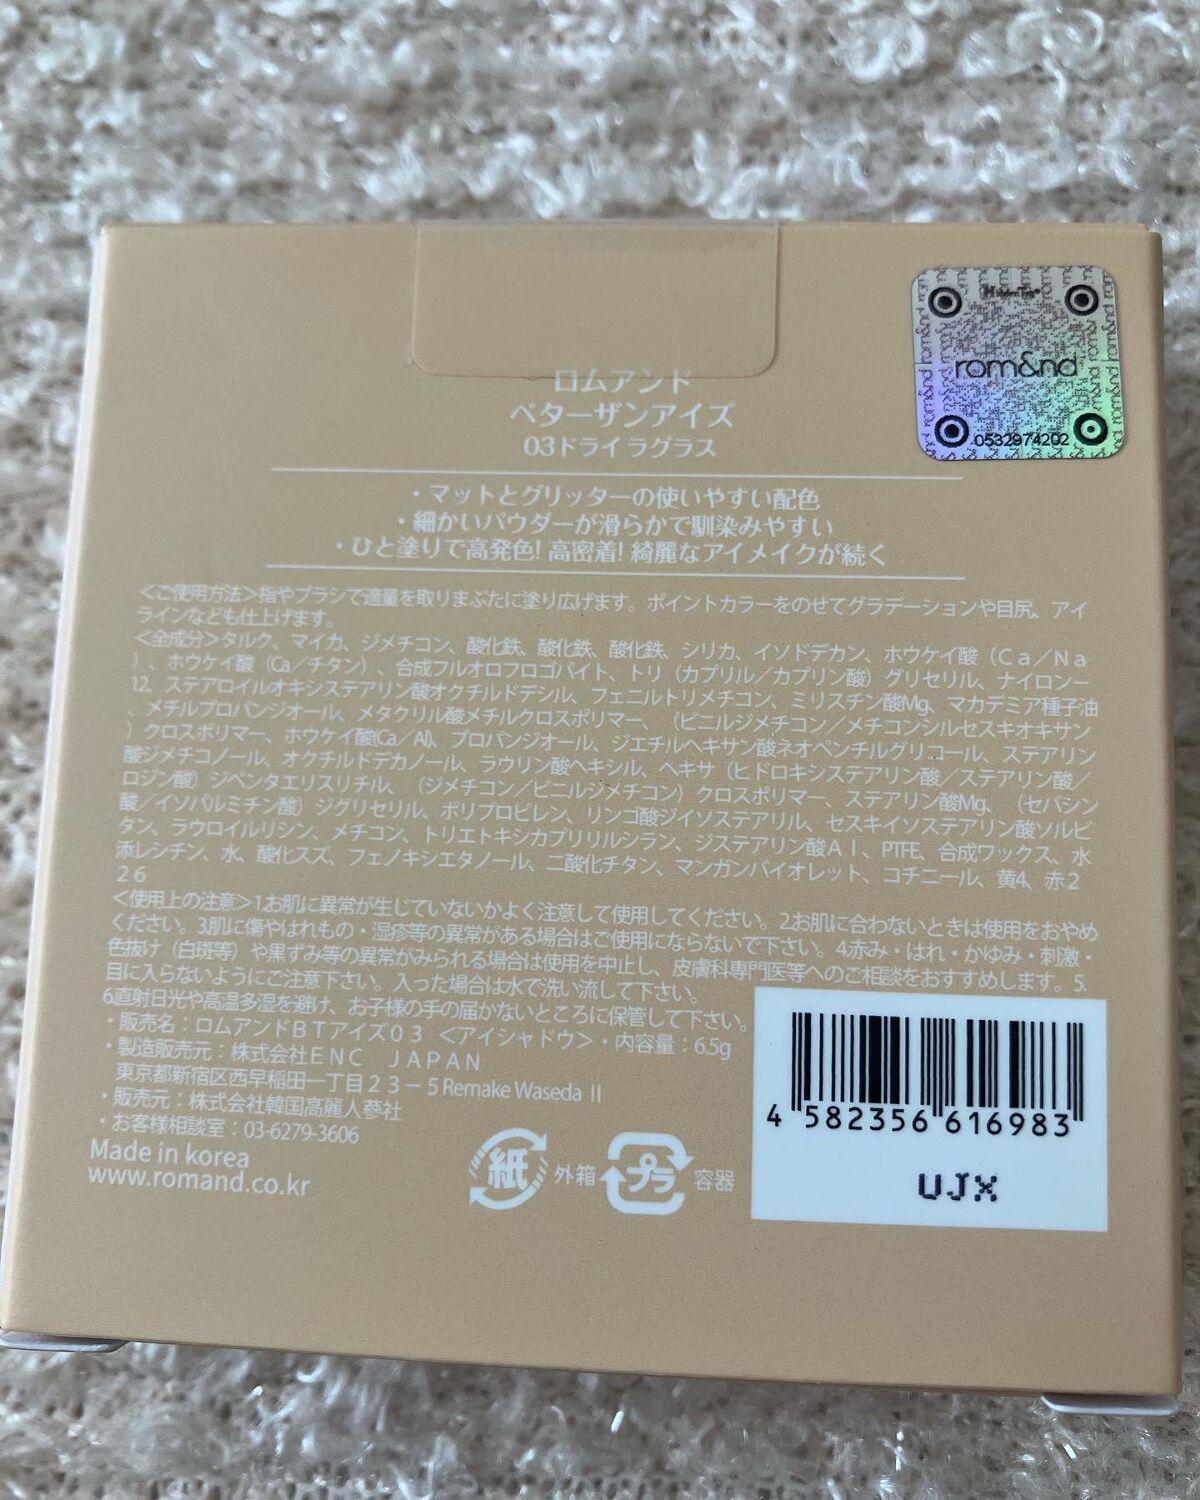 ロムアンド
ベターザンアイズ
03ドライラグラス
rom&nd
0532974202
・マットとグリッターの使いやすい配色
・細かいパウダーが滑らかで馴染みやすい
・ひと塗りで高発色! 高密着! 綺麗なアイメイクが続く
＜ご使用方法＞指やブラシで適量を取りまぶたに塗り広げます。ポイントカラーをのせてグラデーションや目尻、アイ
ラインなども仕上げます。
＜全成分＞タルク、マイカ、ジメチコン、酸化鉄、酸化鉄、酸化鉄、シリカ、イソドデカン、ホウケイ酸（Ｃａ／Ｎａ
）、ホウケイ酸（Ca／チタン）、合成フルオロフロゴパイト、トリ（カプリル／カプリン酸）グリセリル、ナイロンー
12、ステアロイルオキシステアリン酸オクチルドデシル、フェニルトリメチコン、ミリスチン酸Mg、マカデミア種子油
、メチルプロパンジオール、メタクリル酸メチルクロスポリマー、（ビニルジメチコン／メチコンシルセスキオキサン
）クロスポリマー、ホウケイ酸(Ca／Al)、プロパンジオール、ジエチルヘキサン酸ネオペンチルグリコール、ステアリン
酸ジメチコノール、オクチルドデカノール、ラウリン酸ヘキシル、ヘキサ（ヒドロキシステアリン酸／ステアリン酸／
ロジン酸）ジペンタエリスリチル、（ジメチコン／ビニルジメチコン）クロスポリマー、ステアリン酸Mg、（セバシン
酸／イソパルミチン酸）ジグリセリル、ポリプロピレン、リンゴ酸ジイソステアリル、セスキイソステアリン酸ソルビ
タン、ラウロイルリシン、メチコン、トリエトキシカプリリルシラン、ジステアリン酸ＡＩ、PTFE、合成ワックス、水
添レシチン、水、酸化スズ、フェノキシエタノール、二酸化チタン、マンガンバイオレット、コチニール、黄4、赤２
２６
＜使用上の注意＞1.お肌に異常が生じていないかよく注意して使用してください。2.お肌に合わないときは使用をおやめ
ください。3.肌に傷やはれもの・湿疹等の異常がある場合はご使用にならないで下さい。4.赤み・はれ・かゆみ・刺激・
色抜け（白斑等）や黒ずみ等の異常がみられる場合は使用を中止し、皮膚科専門医等へのご相談をおすすめします。5.
目に入らないようにご注意下さい。入った場合は水で洗い流して下さい。
6.直射日光や高温多湿を避け、お子様の手の届かないところに保管して下さい。
・販売名：ロムアンドＢＴアイズ０３ ＜アイシャドウ＞・内容量：6.5g
・製造販売元：株式会社ＥＮＣ　ＪＡＰＡＮ
東京都新宿区西早稲田一丁目２３－５Remake Waseda Ⅱ
・販売元：株式会社韓国高麗人蔘社
・お客様相談室：03-6279-3606
Made in korea
www.romand.co.kr
紙 外箱 プラ 容器
4 582356 616983
UJX